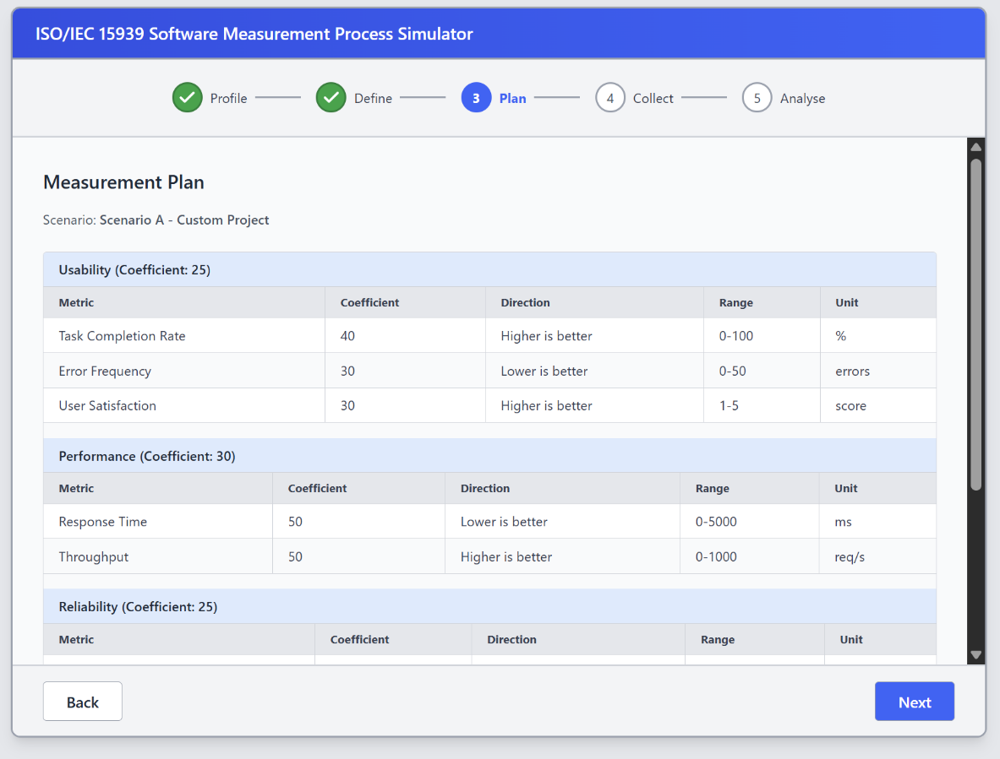 ISO/IEC 15939 Software Measurement Process Simulator
Profile
Define
3 Plan
4 Collect
5 Analyse
Measurement Plan
Scenario: Scenario A - Custom Project
Usability (Coefficient: 25)
Metric Coefficient Direction Range Unit
Task Completion Rate 40 Higher is better 0-100 %
Error Frequency 30 Lower is better 0-50 errors
User Satisfaction 30 Higher is better 1-5 score
Performance (Coefficient: 30)
Metric Coefficient Direction Range Unit
Response Time 50 Lower is better 0-5000 ms
Throughput 50 Higher is better 0-1000 req/s
Reliability (Coefficient: 25)
Metric Coefficient Direction Range Unit
Back
Next